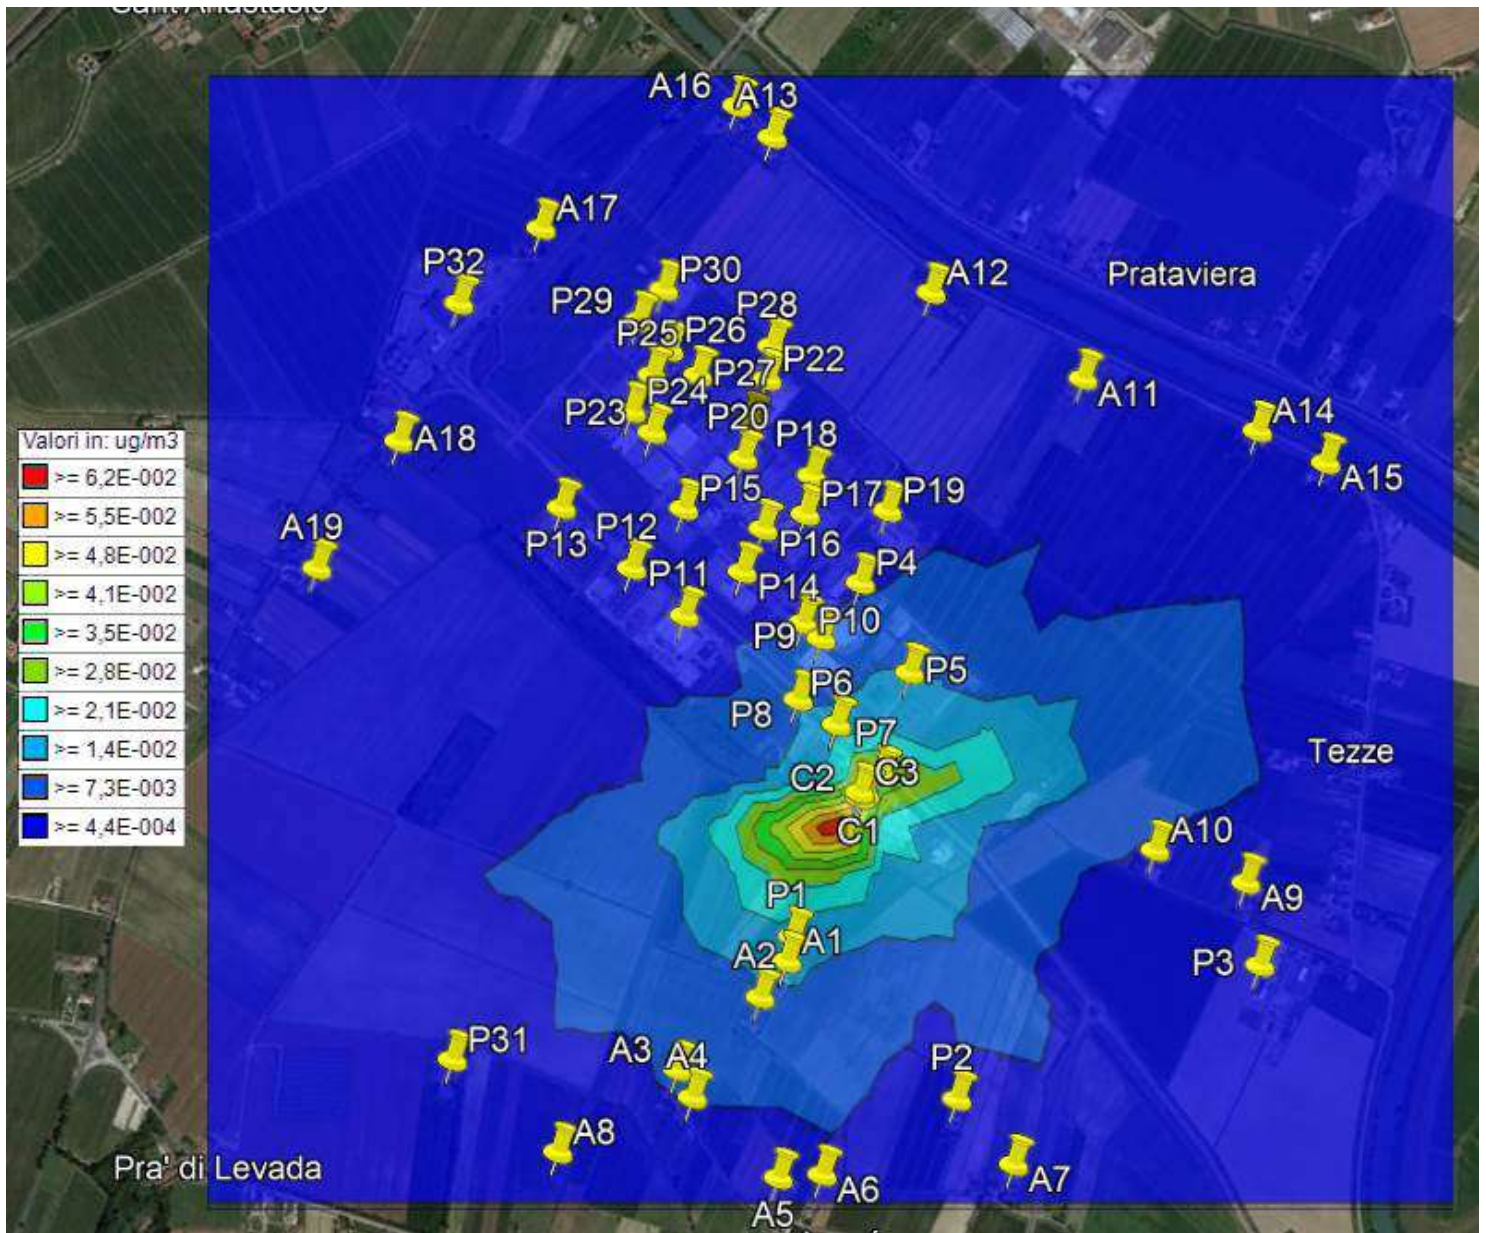 Sant'Anastasio
A16
A13
A17
P32
P30
A12
Prataviera
P29
P28
P25
P26
P22
P27
A11
P24
P23
P20
A14
P18
A18
Valori in: ug/m3
>= 6,2E-002
>= 5,5E-002
>= 4,8E-002
>= 4,1E-002
>= 3,5E-002
>= 2,8E-002
>= 2,1E-002
>= 1,4E-002
>= 7,3E-003
>= 4,4E-004
A15
P15
P17
P19
A19
P12
P13
P16
P11
P4
P14
P10
P9
P5
P6
P8
P7
Tezze
C2
C3
C1
A10
P1
A9
A1
A2
P3
P31
A3
A4
P2
A8
Pra' di Levada
A7
A6
A5